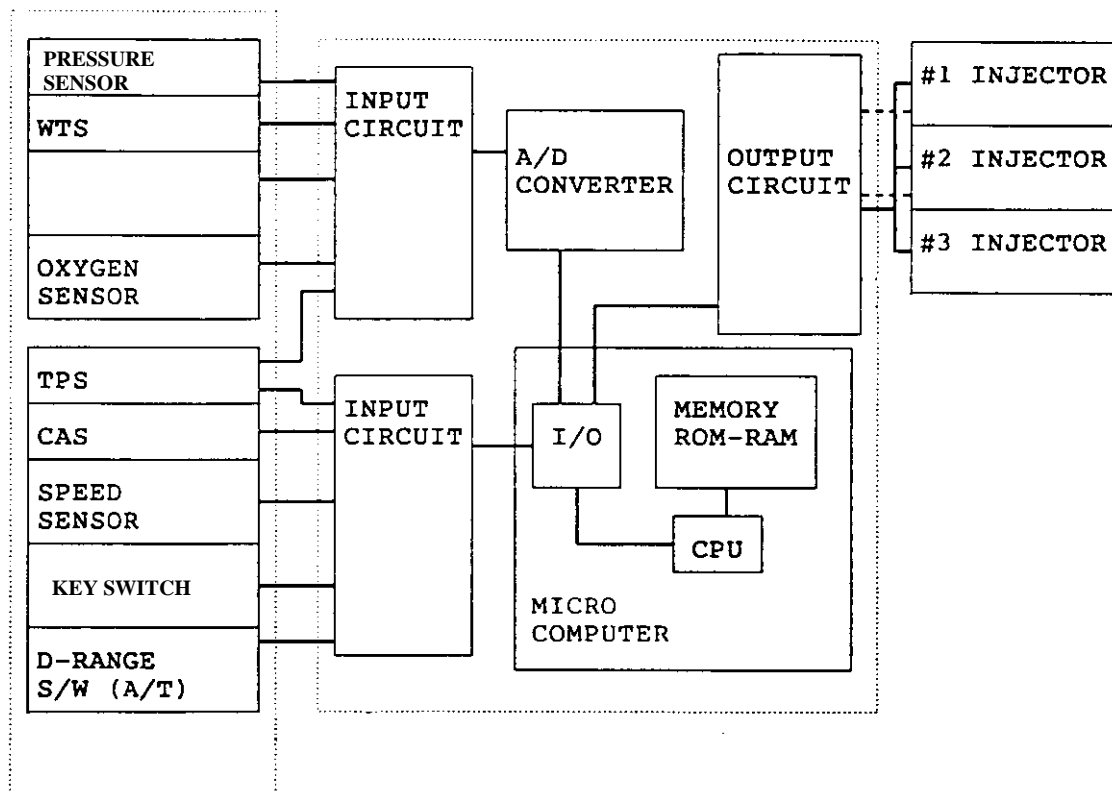 PRESSURE
SENSOR
WTS
OXYGEN
SENSOR
TPS
CAS
SPEED
SENSOR
KEY SWITCH
D-RANGE
S/W (A/T)
INPUT
CIRCUIT
INPUT
CIRCUIT
A/D
CONVERTER
I/O
MEMORY
ROM-RAM
CPU
MICRO
COMPUTER
OUTPUT
CIRCUIT
#1 INJECTOR
#2 INJECTOR
#3 INJECTOR